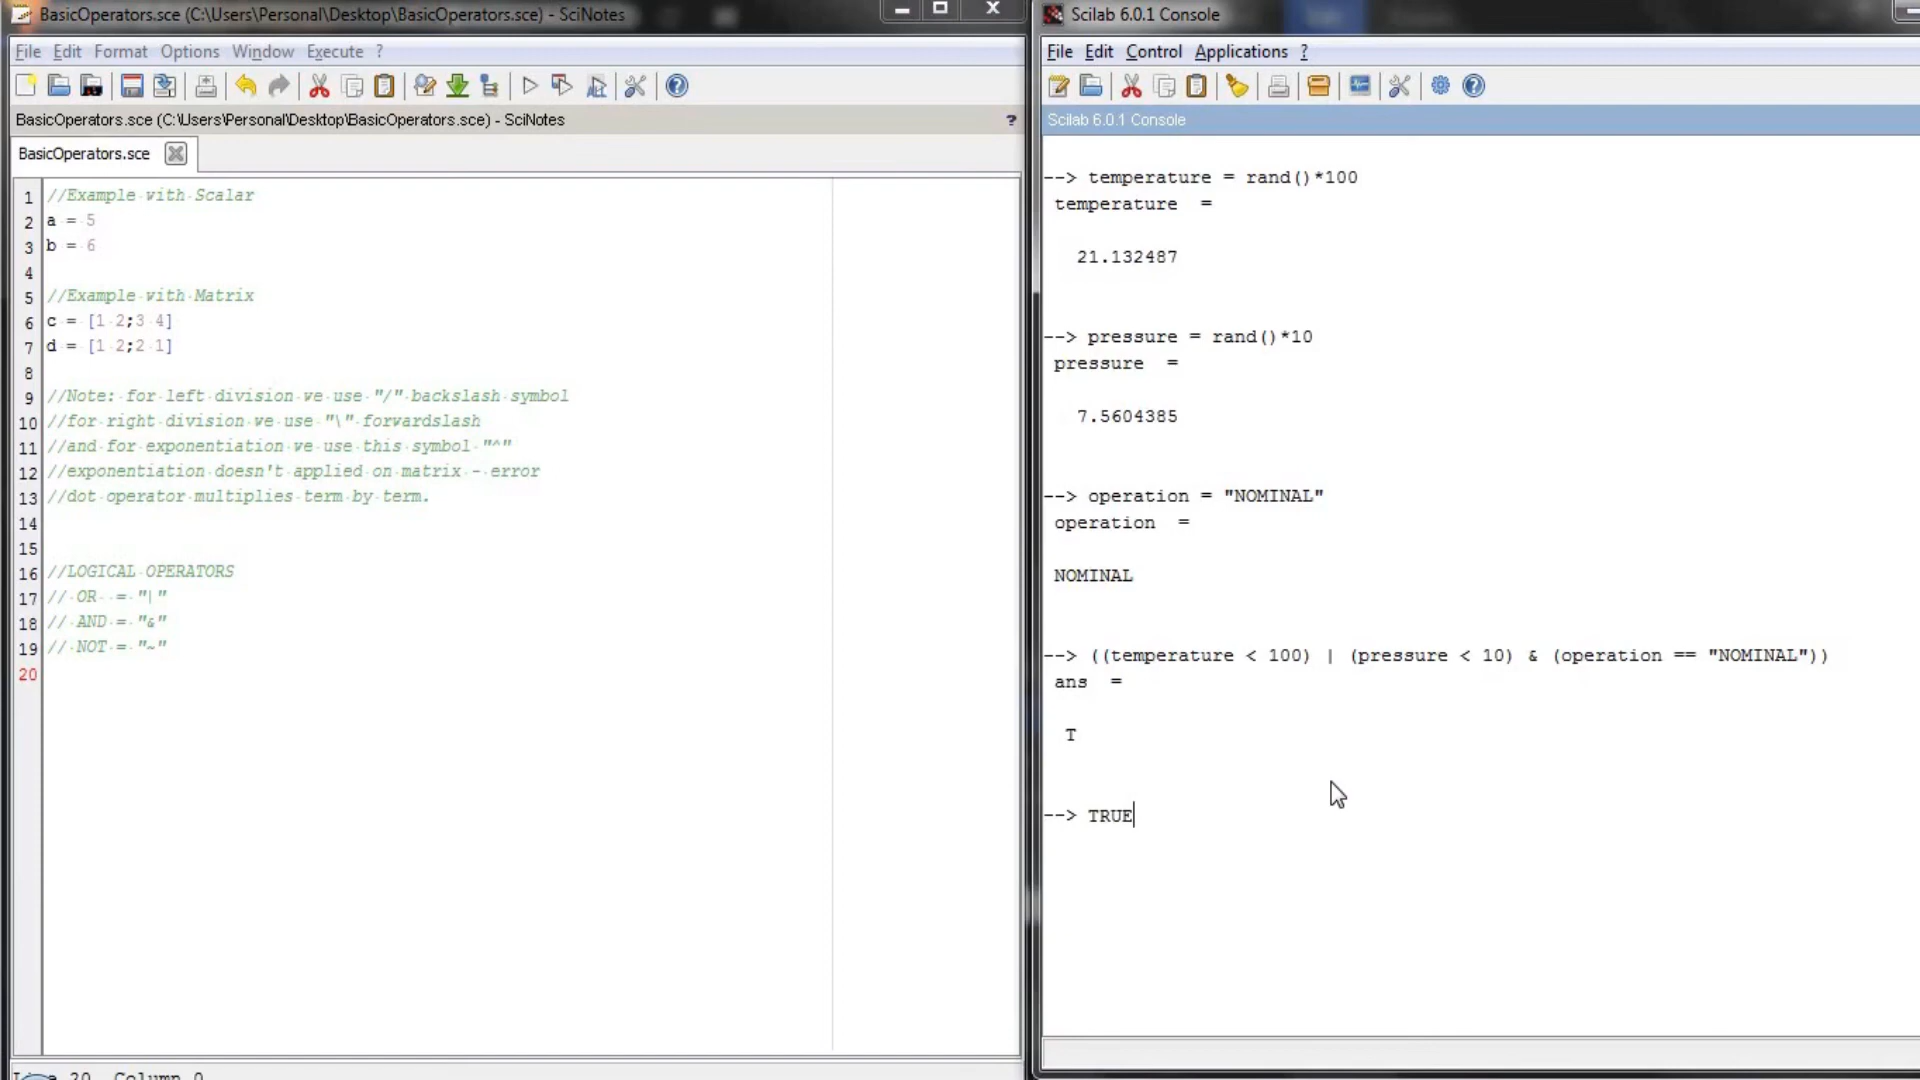 BasicOperators.sce (C:\Users\Personal\Desktop\BasicOperators.sce) - SciNotes
File Edit Format Options Window Execute ?
BasicOperators.sce (C:\Users\Personal\Desktop\BasicOperators.sce) - SciNotes ?
BasicOperators.sce
1 //Example with Scalar
2 a = 5
3 b = 6
4
5 //Example with Matrix
6 c = [1 2;3 4]
7 d = [1 2;2 1]
8
9 //Note: for left division we use "/" backslash symbol
10 //for right division we use "\" forwardslash
11 //and for exponentiation we use this symbol "^"
12 //exponentiation doesn't applied on matrix - error
13 //dot operator multiplies term by term.
14
15
16 //LOGICAL OPERATORS
17 // OR = "|"
18 // AND = "&"
19 // NOT = "~"
20
Scilab 6.0.1 Console
File Edit Control Applications ?
Scilab 6.0.1 Console
--> temperature = rand()*100
temperature =
21.132487
--> pressure = rand()*10
pressure =
7.5604385
--> operation = "NOMINAL"
operation =
NOMINAL
--> ((temperature < 100) | (pressure < 10) & (operation == "NOMINAL"))
ans =
T
--> TRUE